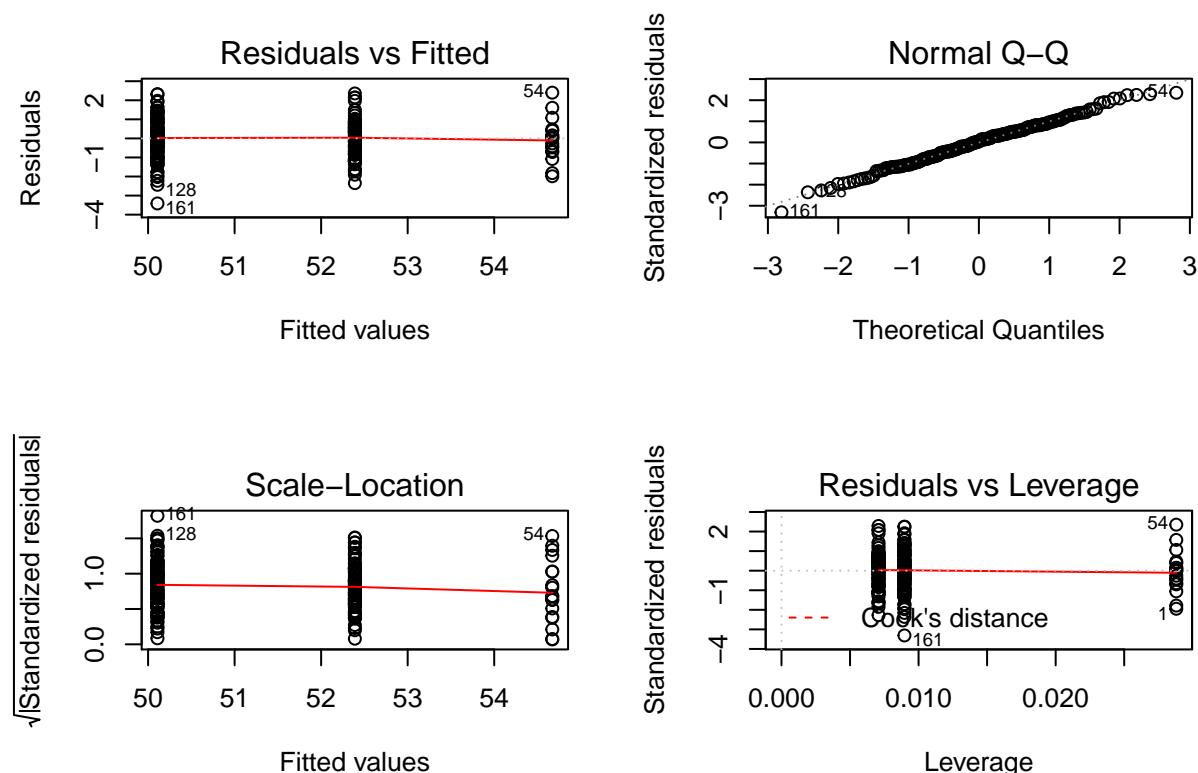 Residuals vs Fitted
Residuals
2
−1
−4
54
128
161
50 51 52 53 54
Fitted values
Normal Q−Q
Standardized residuals
2
0
−3
54
161
−3 −2 −1 0 1 2 3
Theoretical Quantiles
Scale−Location
√|Standardized residuals|
1.0
0.0
161
128
54
50 51 52 53 54
Fitted values
Residuals vs Leverage
Standardized residuals
2
−1
−4
54
1
Cook's distance
161
0.000 0.010 0.020
Leverage